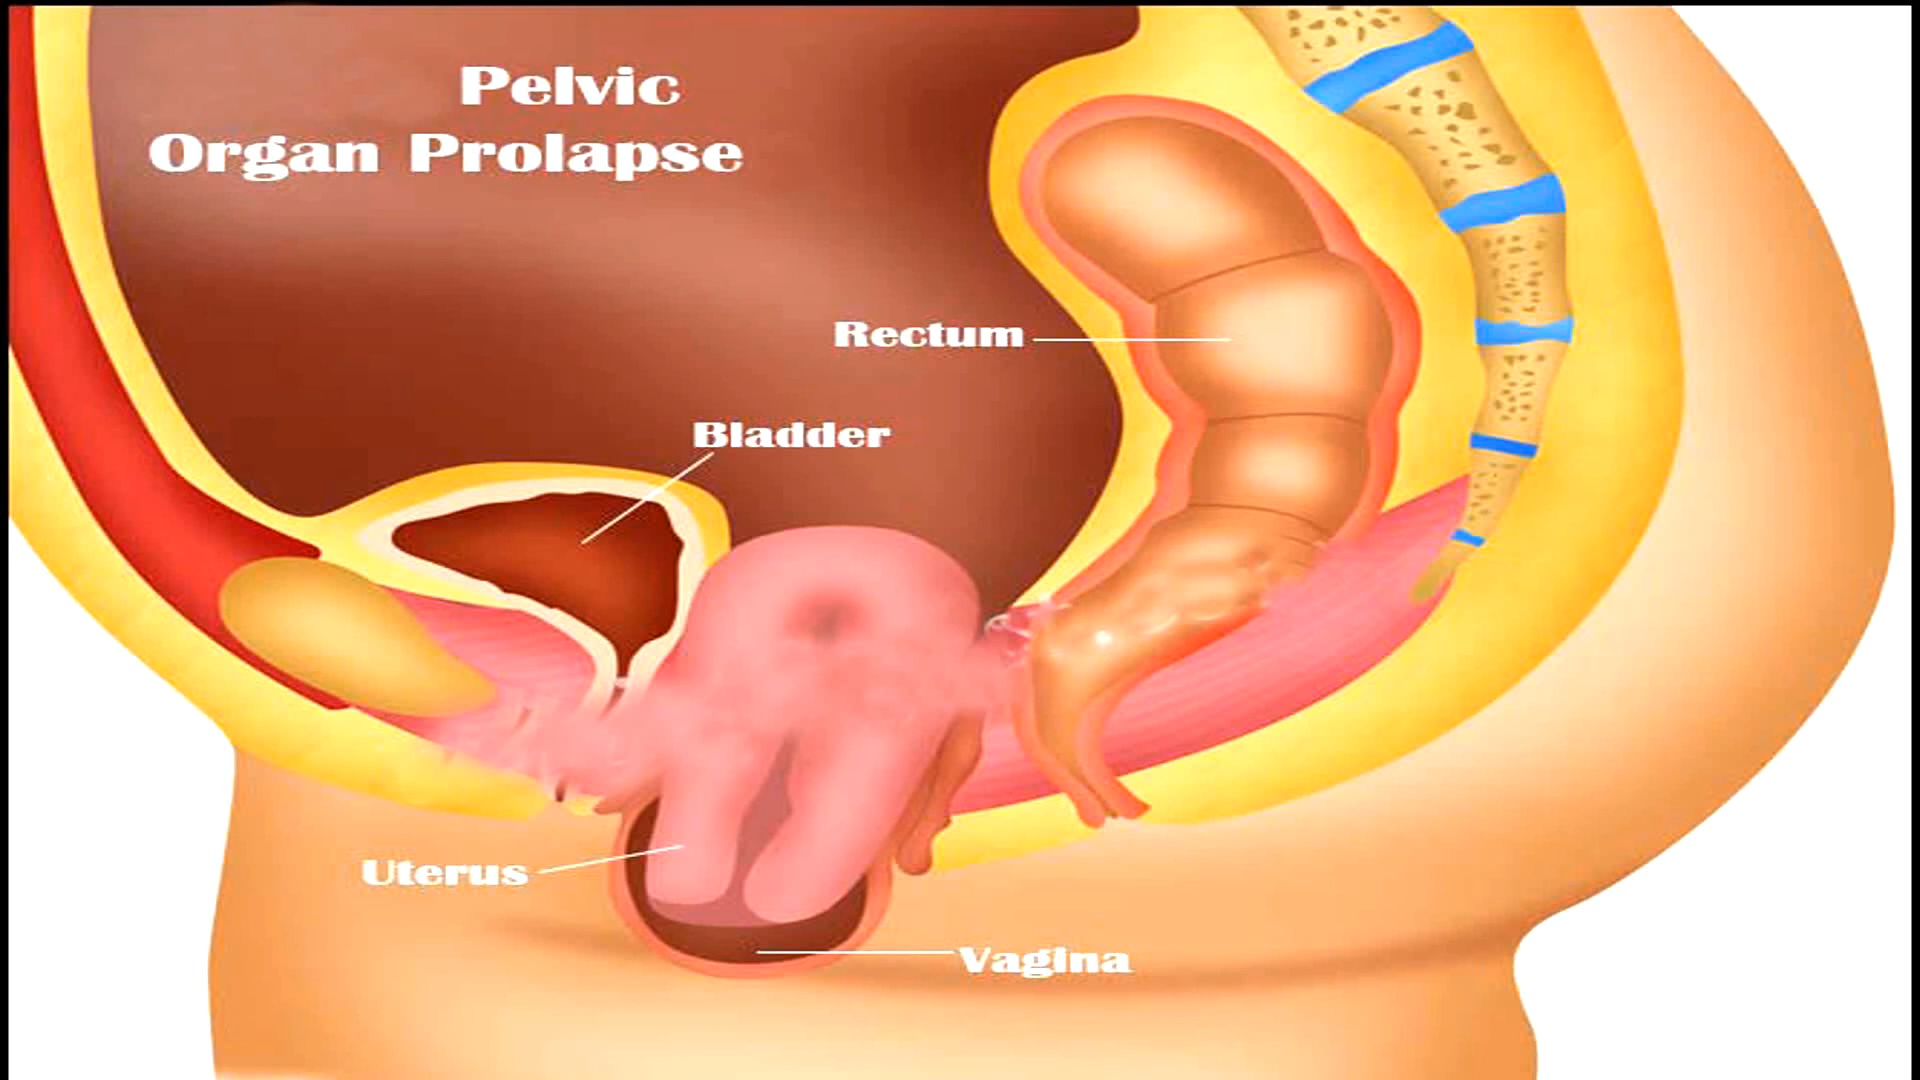 Pelvic
Organ Prolapse
Rectum
Bladder
Uterus
Vagina